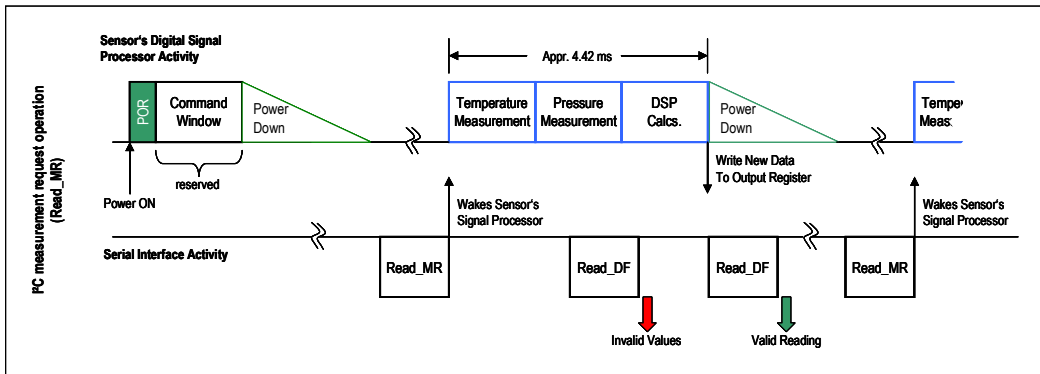 Sensor's Digital Signal
Processor Activity
Appr. 4.42 ms
POR
Command
Window
Power
Down
Temperature
Measurement
Pressure
Measurement
DSP
Calcs.
Power
Down
reserved
Power ON
Write New Data
To Output Register
Wakes Sensor's
Signal Processor
Wakes Sensor's
Signal Processor
I²C measurement request operation
(Read_MR)
Serial Interface Activity
Read_MR
Read_DF
Read_DF
Read_MR
Invalid Values
Valid Reading